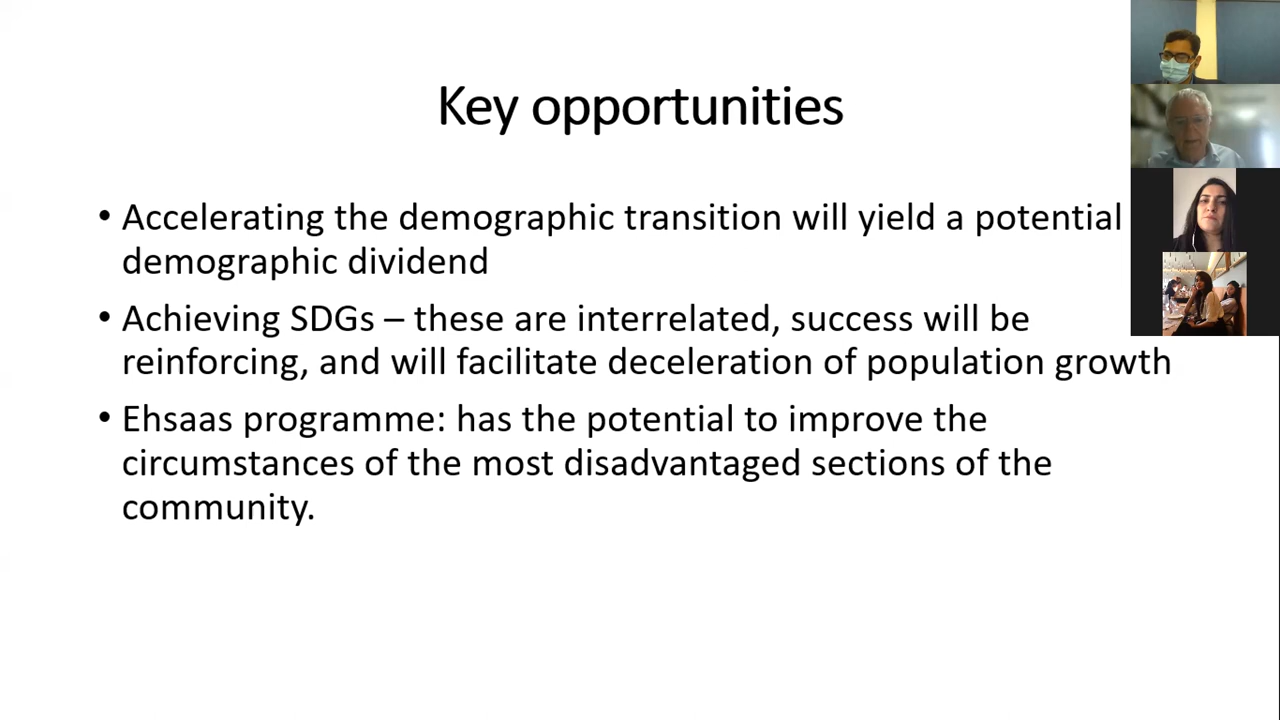 Key opportunities
• Accelerating the demographic transition will yield a potential
demographic dividend
• Achieving SDGs – these are interrelated, success will be
reinforcing, and will facilitate deceleration of population growth
• Ehsaas programme: has the potential to improve the
circumstances of the most disadvantaged sections of the
community.